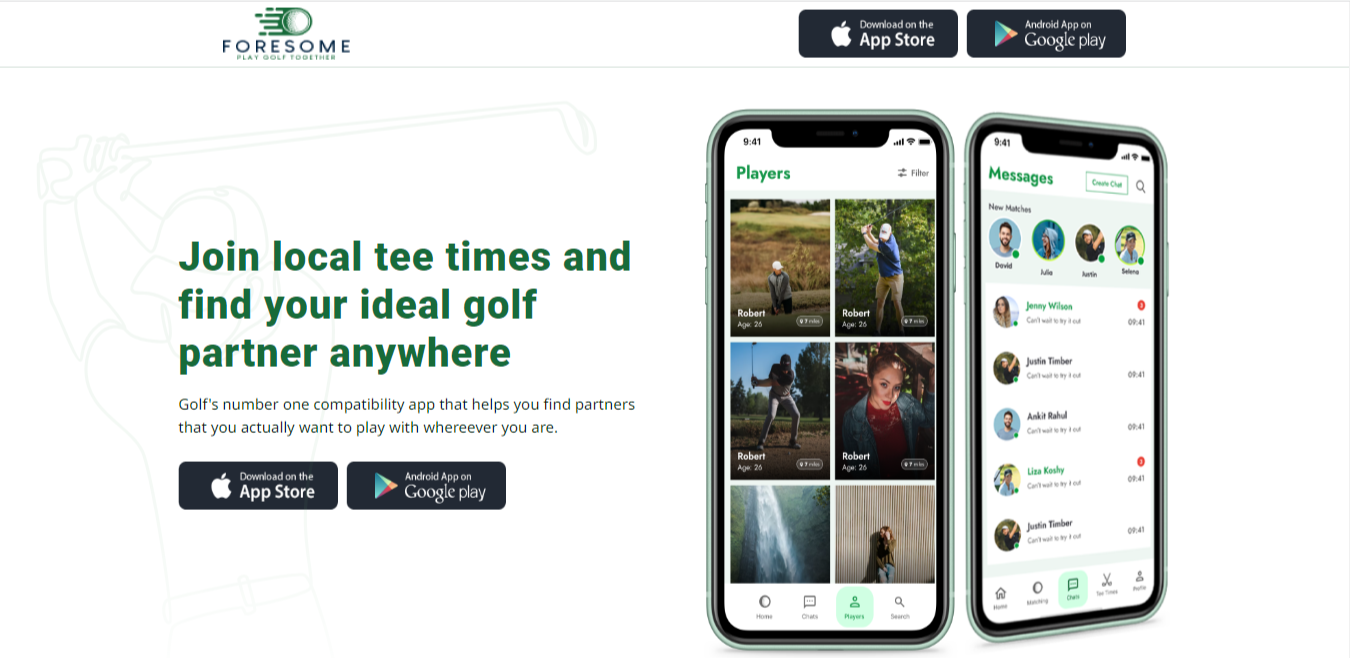 FORESOME
PLAY GOLF TOGETHER
Download on the
App Store
Android App on
Google play
Join local tee times and
find your ideal golf
partner anywhere
Golf's number one compatibility app that helps you find partners
that you actually want to play with whereever you are.
Download on the
App Store
Android App on
Google play
9:41
Players
Filter
Robert
Age: 26
7 miles
Robert
Age: 26
7 miles
Robert
Age: 26
7 miles
Robert
Age: 26
7 miles
Home
Chats
Players
Search
9:41
Messages
Create Chat
New Matches
David
Julia
Justin
Selena
Jenny Wilson
3
Can't wait to try it out
09:41
Justin Timber
Can't wait to try it out
09:41
Ankit Rahul
Can't wait to try it out
09:41
Liza Koshy
3
Can't wait to try it out
09:41
Justin Timber
Can't wait to try it out
09:41
Home
Matching
Chats
Tee Times
Profile